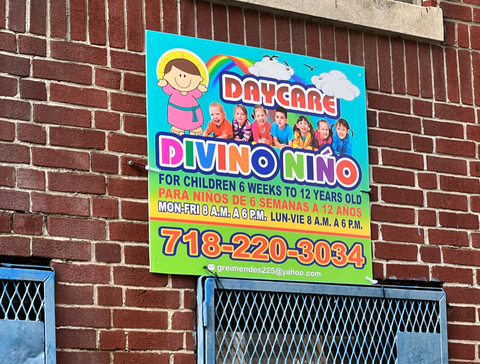 DAYCARE
DIVINO NIÑO
FOR CHILDREN 6 WEEKS TO 12 YEARS OLD
PARA NIÑOS DE 6 SEMANAS A 12 AÑOS
MON-FRI 8 A.M. A 6 P.M. LUN-VIE 8 A.M. A 6 P.M.
718-220-3034
greimendes225@yahoo.com